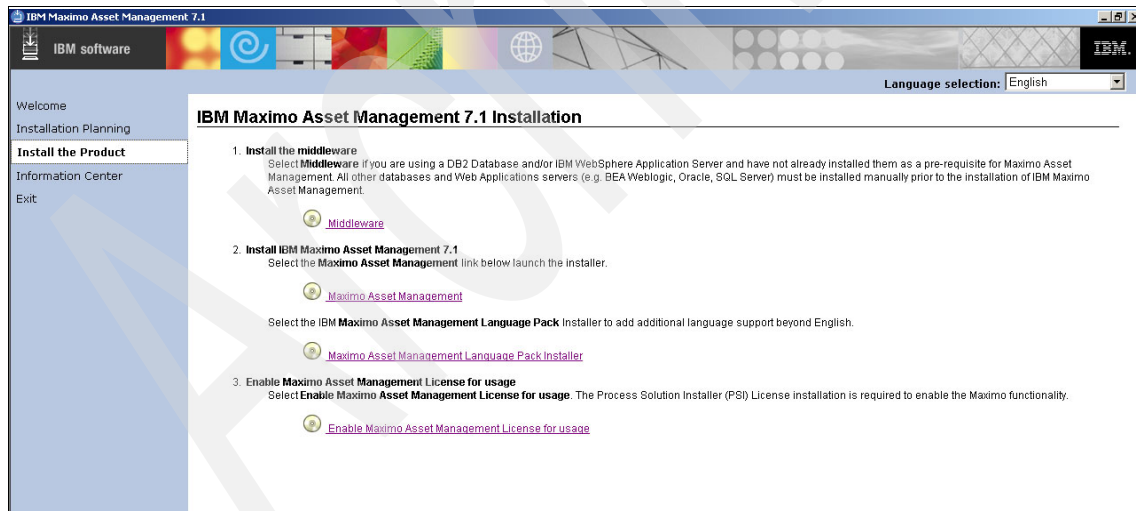 IBM Maximo Asset Management 7.1
IBM software
IBM.
Language selection: English
Welcome
Installation Planning
Install the Product
Information Center
Exit
IBM Maximo Asset Management 7.1 Installation
1. Install the middleware
Select Middleware if you are using a DB2 Database and/or IBM WebSphere Application Server and have not already installed them as a pre-requisite for Maximo Asset
Management. All other databases and Web Applications servers (e.g. BEA Weblogic, Oracle, SQL Server) must be installed manually prior to the installation of IBM Maximo
Asset Management.
Middleware
2. Install IBM Maximo Asset Management 7.1
Select the Maximo Asset Management link below launch the installer.
Maximo Asset Management
Select the IBM Maximo Asset Management Language Pack Installer to add additional language support beyond English.
Maximo Asset Management Language Pack Installer
3. Enable Maximo Asset Management License for usage
Select Enable Maximo Asset Management License for usage. The Process Solution Installer (PSI) License installation is required to enable the Maximo functionality.
Enable Maximo Asset Management License for usage